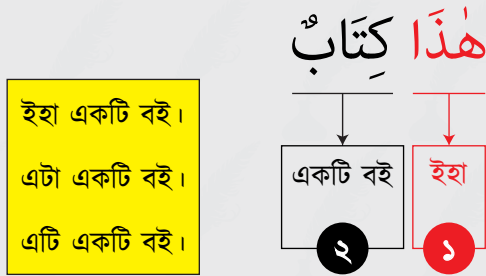 هٰذَا كِتَابٌ
ইহা একটি বই।
এটা একটি বই।
এটি একটি বই।
একটি বই
ইহা
২
১